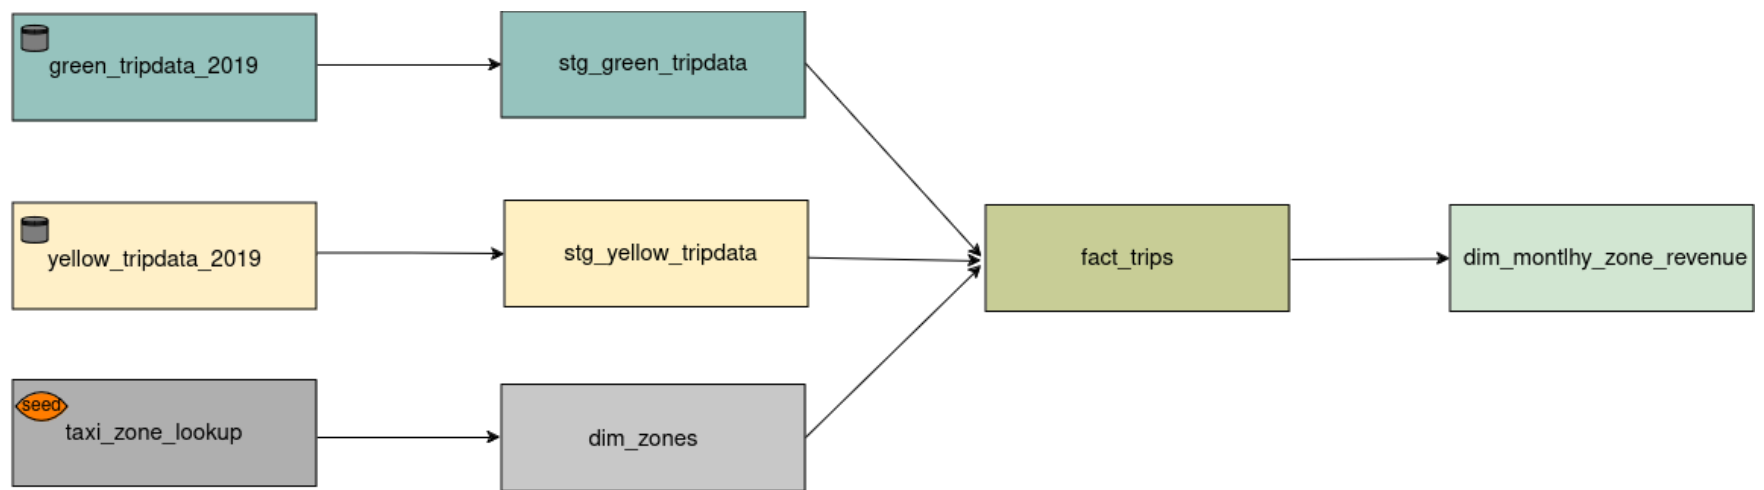 green_tripdata_2019
stg_green_tripdata
yellow_tripdata_2019
stg_yellow_tripdata
fact_trips
dim_montlhy_zone_revenue
seed
taxi_zone_lookup
dim_zones